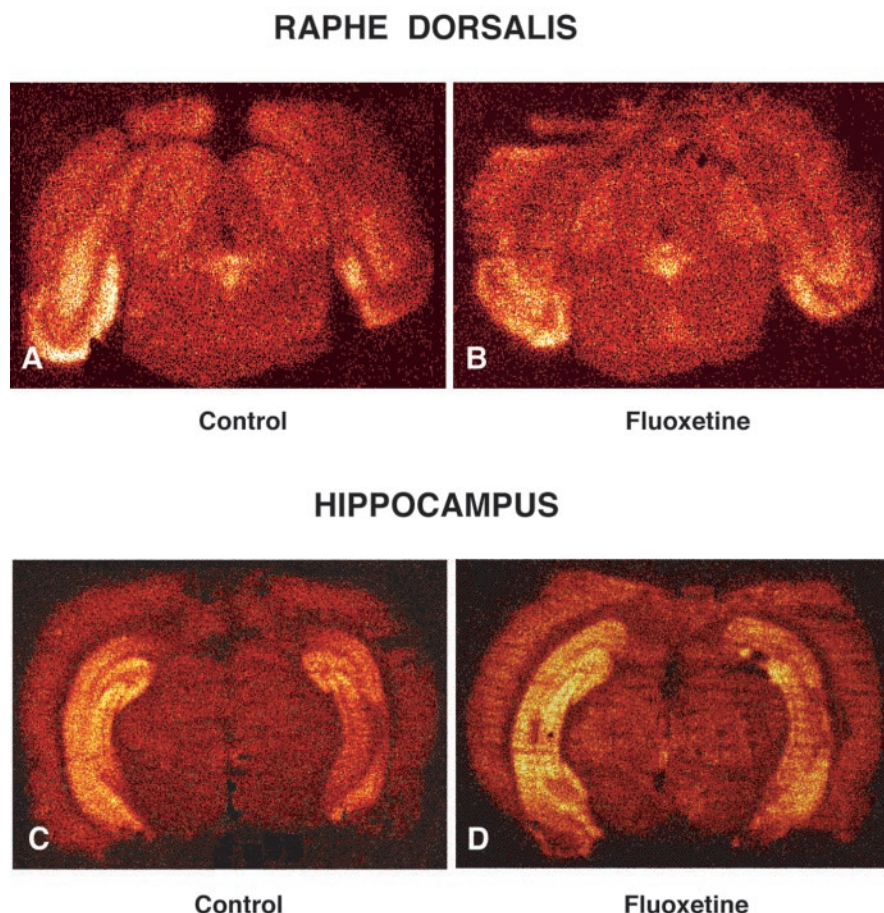 RAPHE DORSALIS
A
B
Control
Fluoxetine
HIPPOCAMPUS
C
D
Control
Fluoxetine